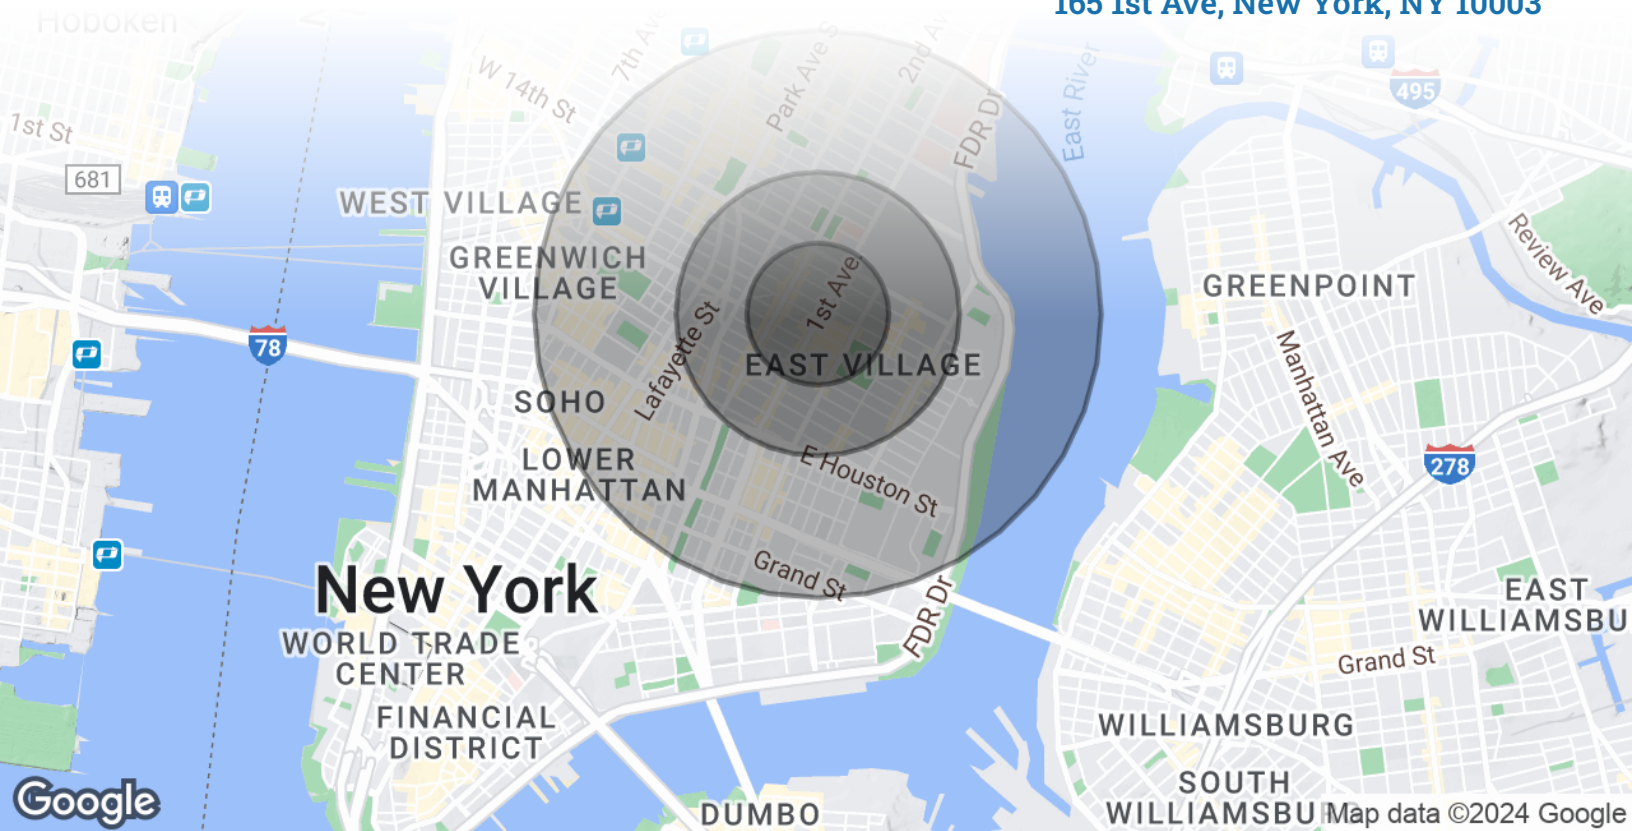 165 1st Ave, New York, NY 10003
Hoboken
7th Av
Park Ave S
2nd Av
W 14th St
East River
495
FDR Dr
1st St
681
WEST VILLAGE
GREENWICH
VILLAGE
1st Ave.
GREENPOINT
Review Ave
78
Lafayette St
EAST VILLAGE
SOHO
Manhattan Ave
LOWER
MANHATTAN
E Houston St
278
Grand St
New York
FDR Dr
EAST
WILLIAMSBU
WORLD TRADE
CENTER
Grand St
FINANCIAL
DISTRICT
WILLIAMSBURG
SOUTH
WILLIAMSBU
DUMBO
Google
Map data ©2024 Google